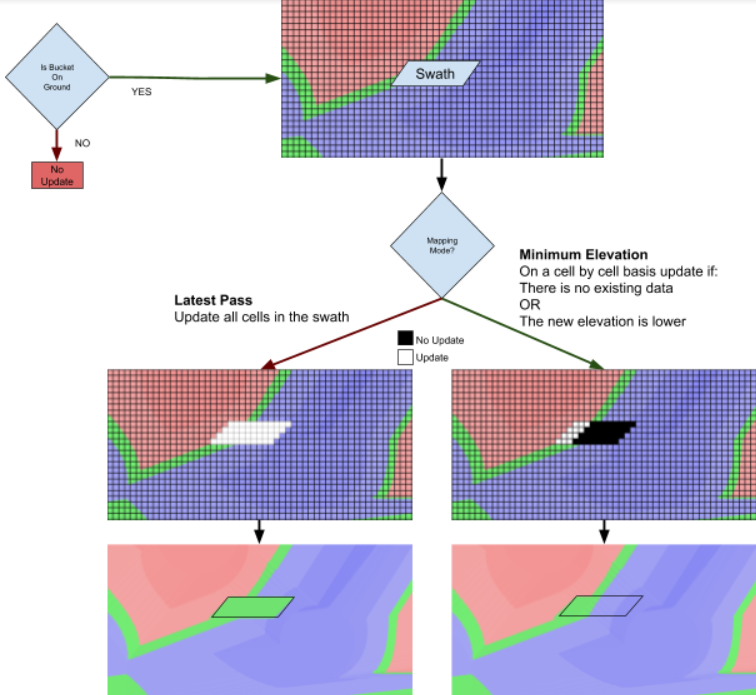 Is Bucket
On
Ground
YES
NO
No
Update
Swath
Mapping
Mode?
Minimum Elevation
On a cell by cell basis update if:
There is no existing data
OR
The new elevation is lower
Latest Pass
Update all cells in the swath
No Update
Update